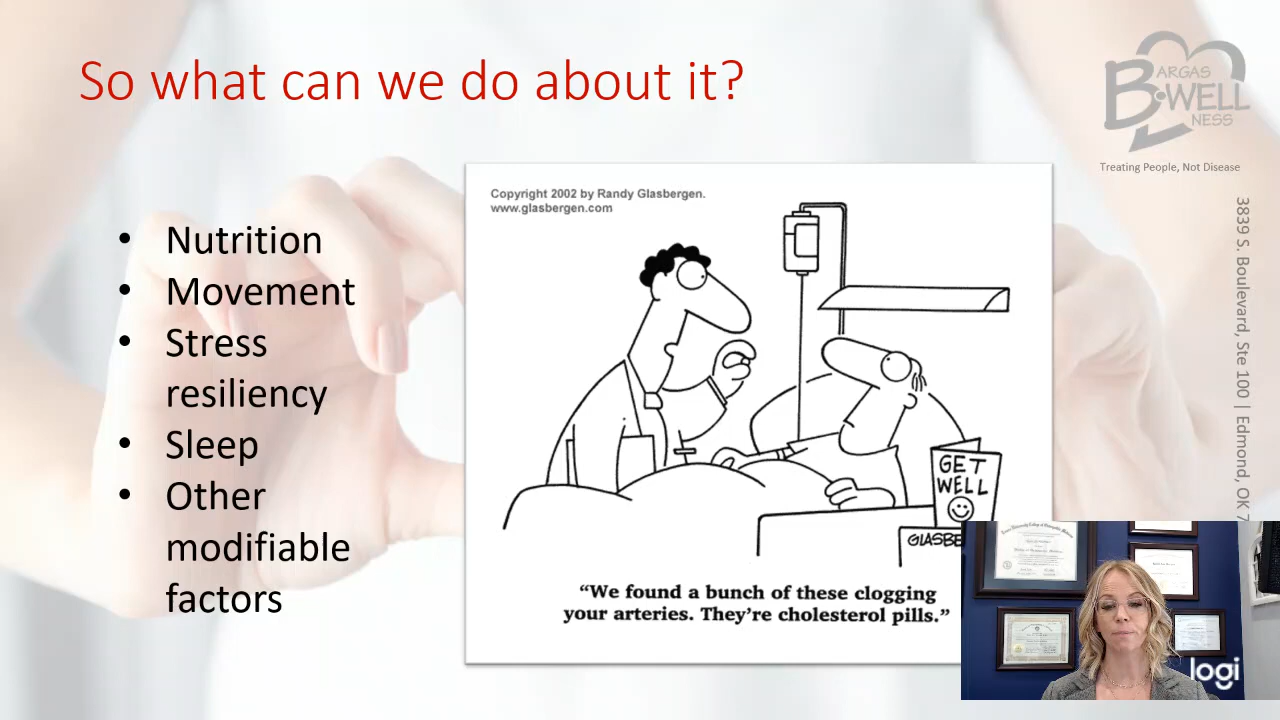 So what can we do about it?
BARGAS
B•WELL
NESS
Treating People, Not Disease
3839 S. Boulevard, Ste 100 | Edmond, OK 7
• Nutrition
• Movement
• Stress
resiliency
• Sleep
• Other
modifiable
factors
Copyright 2002 by Randy Glasbergen.
www.glasbergen.com
GET
WELL
GLASBE
“We found a bunch of these clogging
your arteries. They’re cholesterol pills.”
logi